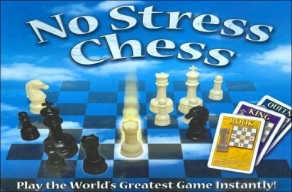 No Stress
Chess
QUEEN
KING
ROOK
Play the World's Greatest Game Instantly!